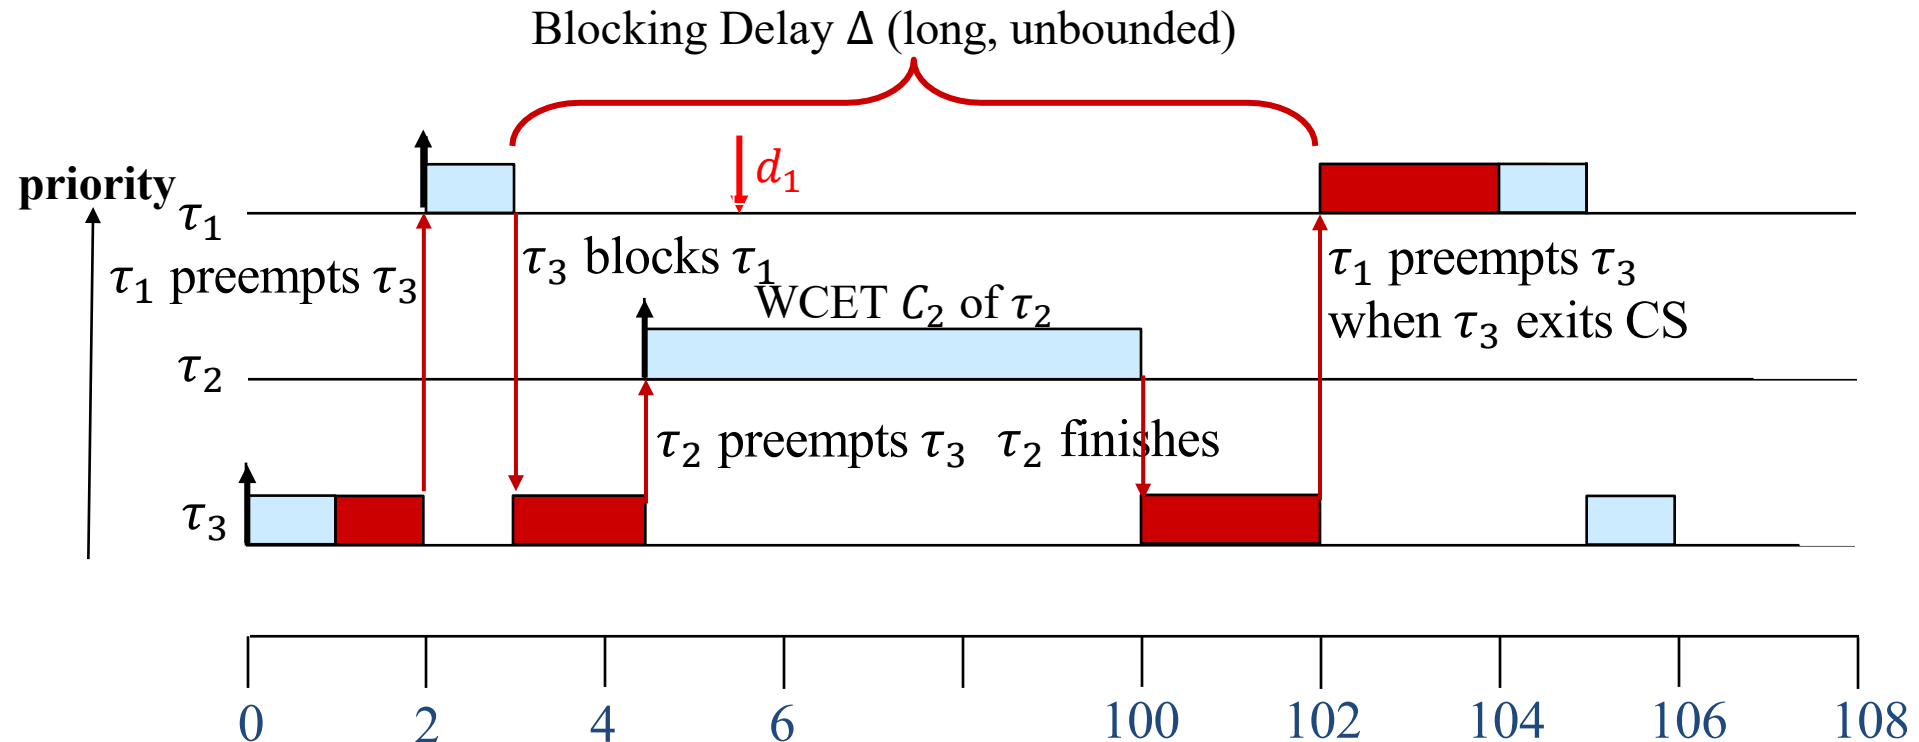 Blocking Delay Δ (long, unbounded)
priority
d₁
τ₁
τ₁ preempts τ₃
τ₃ blocks τ₁
τ₁ preempts τ₃
when τ₃ exits CS
WCET C₂ of τ₂
τ₂
τ₂ preempts τ₃
τ₂ finishes
τ₃
0 2 4 6 100 102 104 106 108